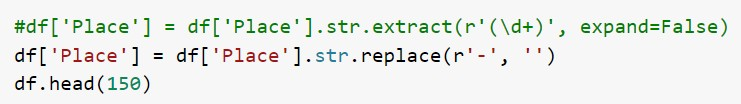 #df['Place'] = df['Place'].str.extract(r'(\d+)', expand=False)
df['Place'] = df['Place'].str.replace(r'-', '')
df.head(150)